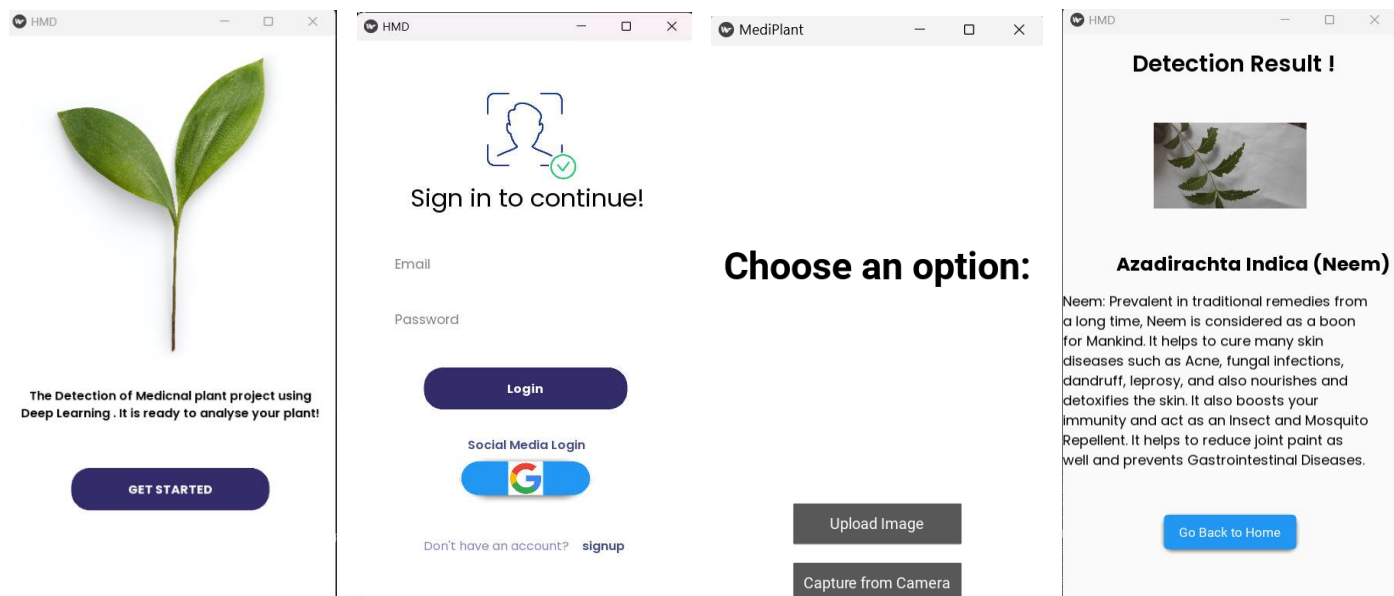 HMD
The Detection of Medicnal plant project using
Deep Learning . It is ready to analyse your plant!
GET STARTED
HMD
Sign in to continue!
Email
Password
Login
Social Media Login
G
Don't have an account? signup
MediPlant
Choose an option:
Upload Image
Capture from Camera
HMD
Detection Result !
Azadirachta Indica (Neem)
Neem: Prevalent in traditional remedies from
a long time, Neem is considered as a boon
for Mankind. It helps to cure many skin
diseases such as Acne, fungal infections,
dandruff, leprosy, and also nourishes and
detoxifies the skin. It also boosts your
immunity and act as an Insect and Mosquito
Repellent. It helps to reduce joint paint as
well and prevents Gastrointestinal Diseases.
Go Back to Home